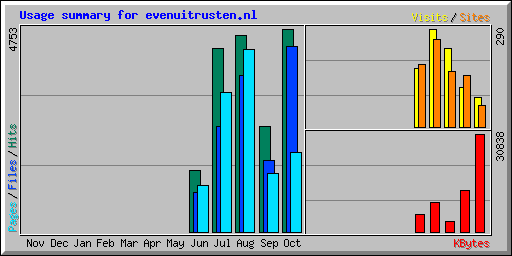 Usage summary for evenuitrusten.nl
Visits/Sites
4753
290
30838
Pages/Files/Hits
Nov Dec Jan Feb Mar Apr May Jun Jul Aug Sep Oct
KBytes